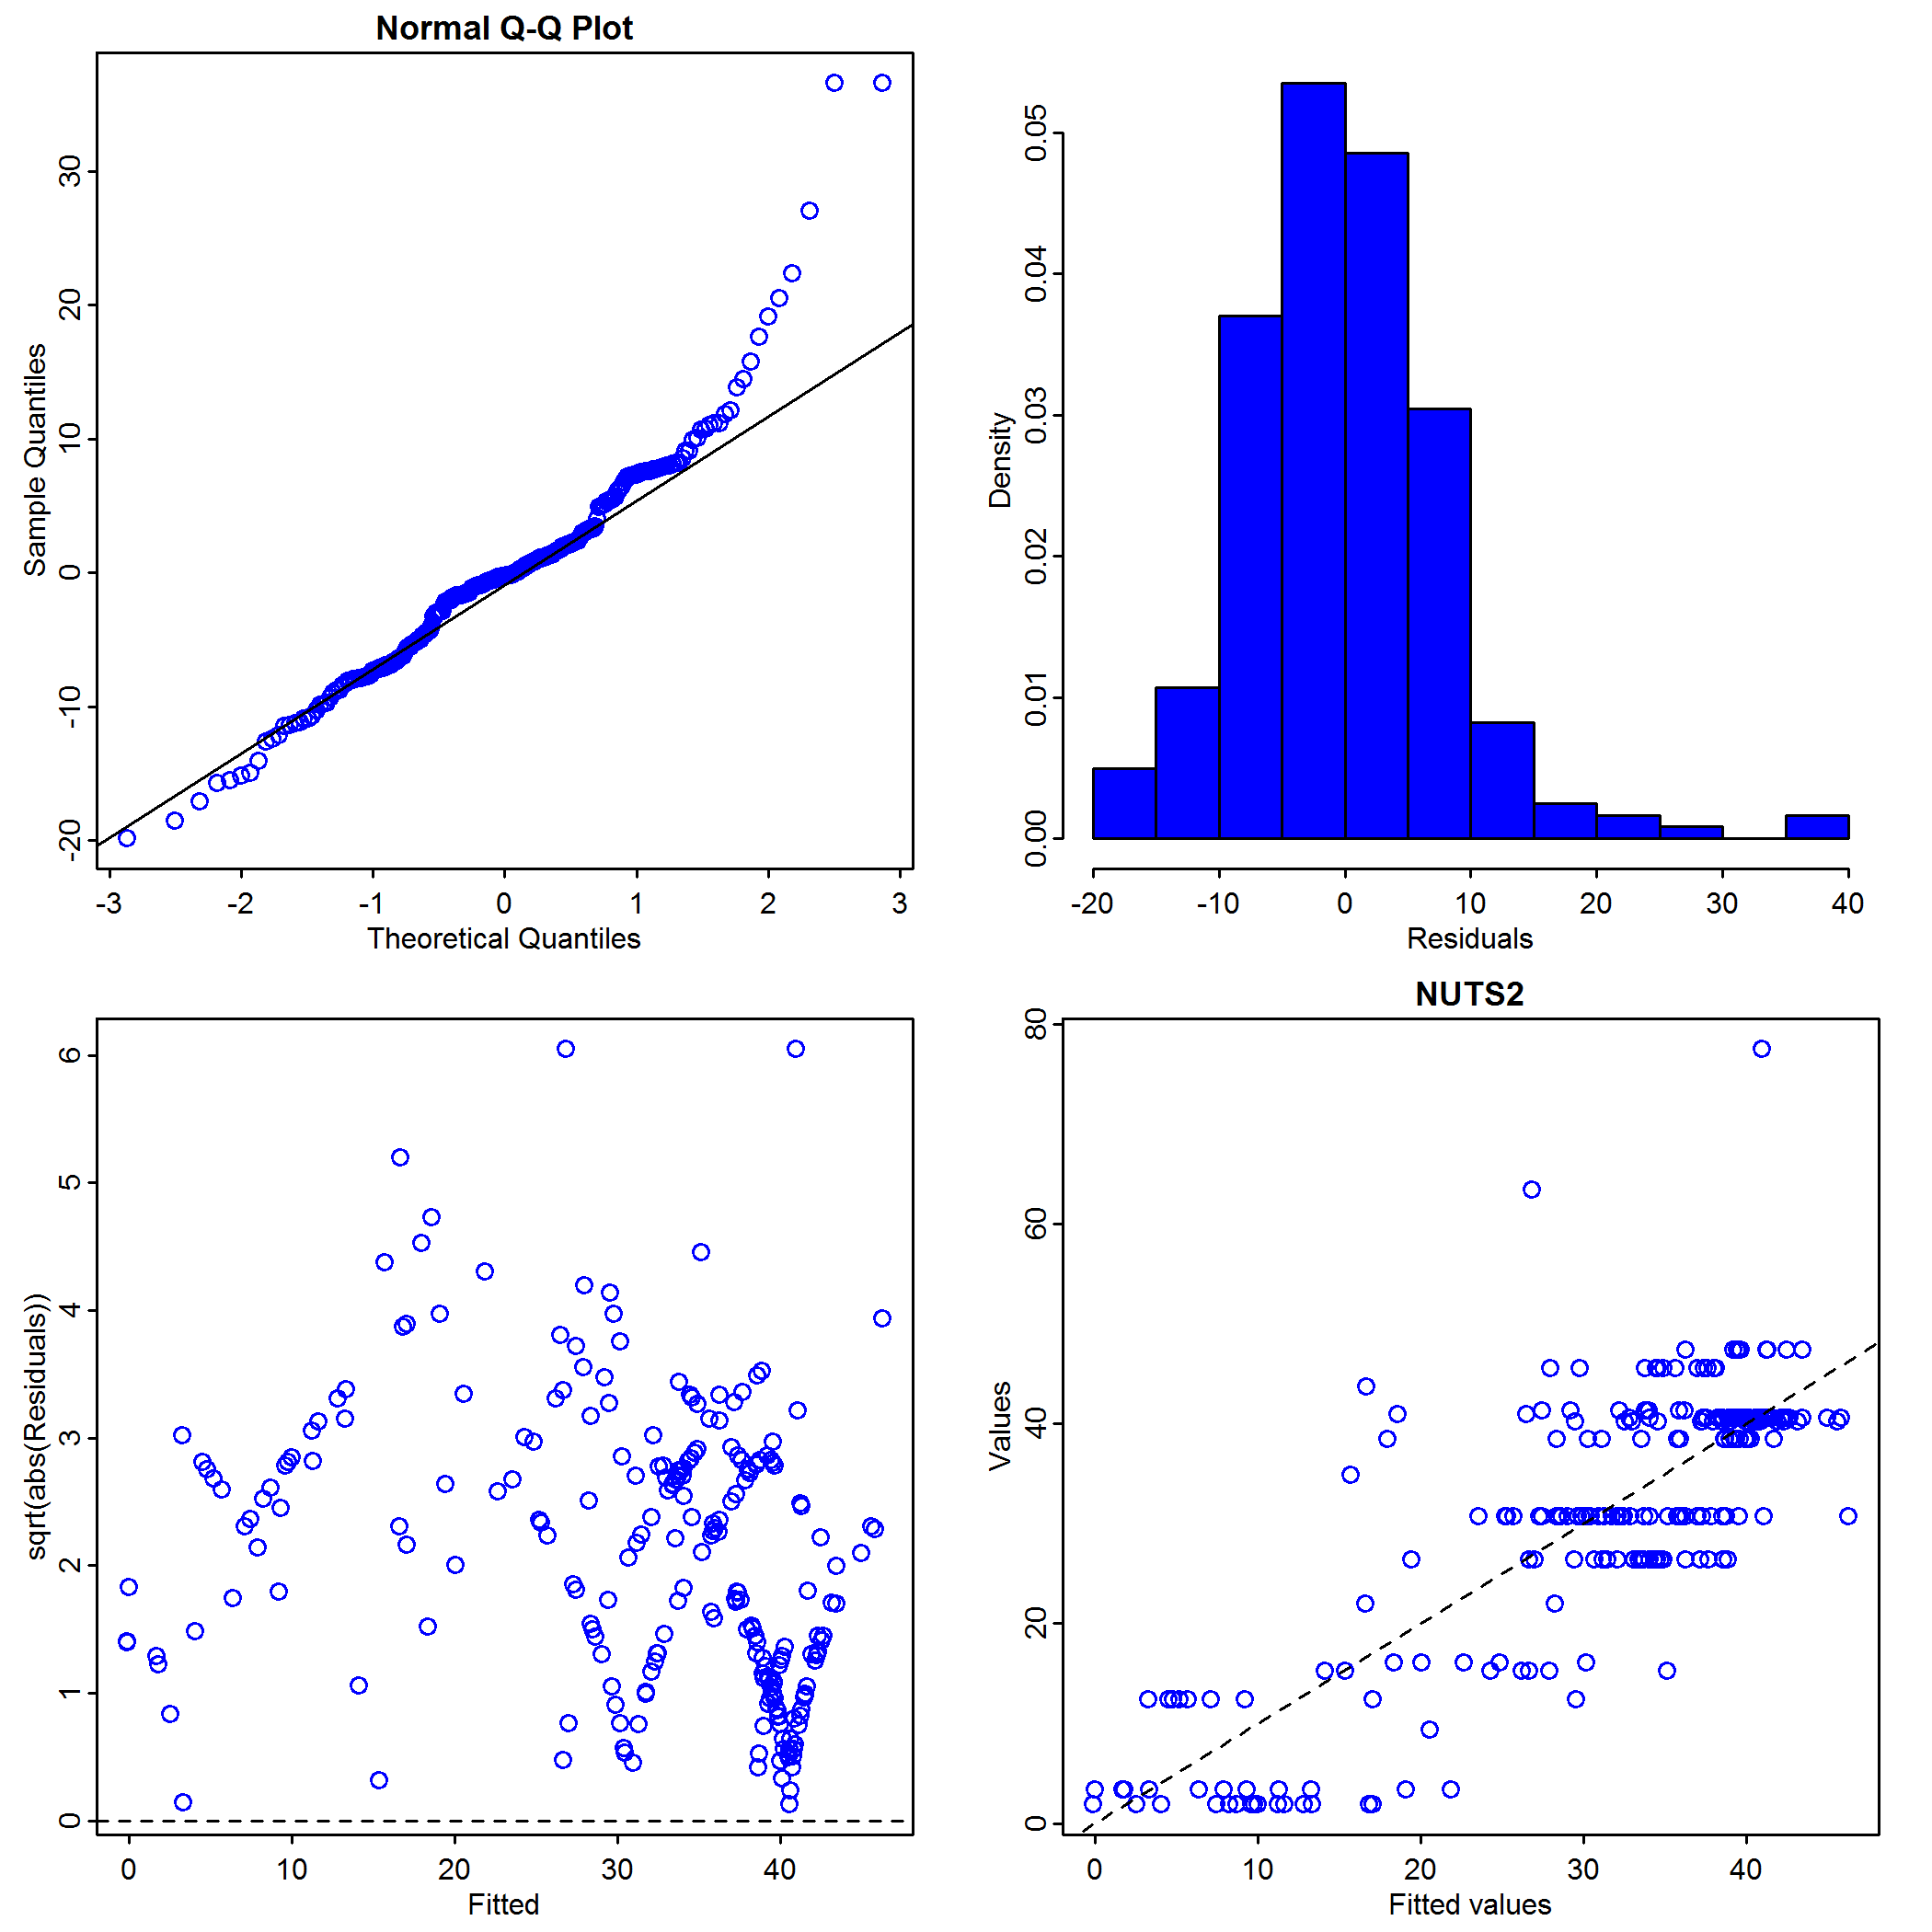 Normal Q-Q Plot
Sample Quantiles
30
20
10
0
-10
-20
-3 -2 -1 0 1 2 3
Theoretical Quantiles
Density
0.05
0.04
0.03
0.02
0.01
0.00
-20 -10 0 10 20 30 40
Residuals
sqrt(abs(Residuals))
6
5
4
3
2
1
0
0 10 20 30 40
Fitted
NUTS2
Values
80
60
40
20
0
0 10 20 30 40
Fitted values